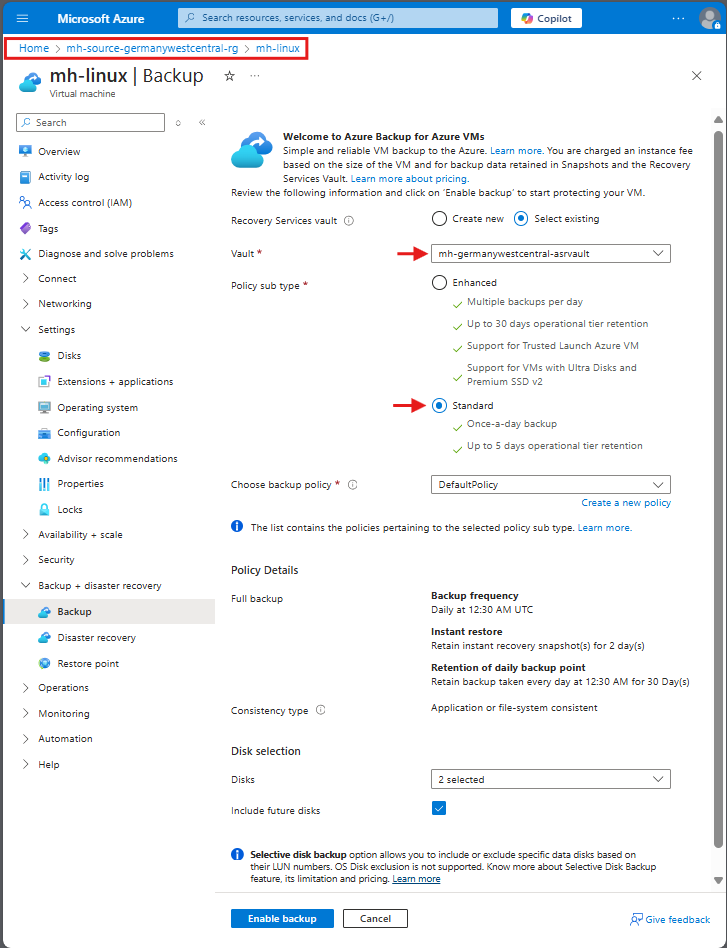 Microsoft Azure
Search resources, services, and docs (G+/)
Copilot
Home > mh-source-germanywestcentral-rg > mh-linux
mh-linux | Backup
Virtual machine
Search
Overview
Activity log
Access control (IAM)
Tags
Diagnose and solve problems
Connect
Networking
Settings
Disks
Extensions + applications
Operating system
Configuration
Advisor recommendations
Properties
Locks
Availability + scale
Security
Backup + disaster recovery
Backup
Disaster recovery
Restore point
Operations
Monitoring
Automation
Help
Welcome to Azure Backup for Azure VMs
Simple and reliable VM backup to the Azure. Learn more. You are charged an instance fee
based on the size of the VM and for backup data retained in Snapshots and the Recovery
Services Vault. Learn more about pricing.
Review the following information and click on 'Enable backup' to start protecting your VM.
Recovery Services vault
Create new
Select existing
Vault *
mh-germanywestcentral-asrvault
Policy sub type *
Enhanced
Multiple backups per day
Up to 30 days operational tier retention
Support for Trusted Launch Azure VM
Support for VMs with Ultra Disks and
Premium SSD v2
Standard
Once-a-day backup
Up to 5 days operational tier retention
Choose backup policy *
DefaultPolicy
Create a new policy
The list contains the policies pertaining to the selected policy sub type. Learn more.
Policy Details
Full backup
Backup frequency
Daily at 12:30 AM UTC
Instant restore
Retain instant recovery snapshot(s) for 2 day(s)
Retention of daily backup point
Retain backup taken every day at 12:30 AM for 30 Day(s)
Consistency type
Application or file-system consistent
Disk selection
Disks
2 selected
Include future disks
Selective disk backup option allows you to include or exclude specific data disks based on
their LUN numbers. OS Disk exclusion is not supported. Know more about Selective Disk Backup
feature, its limitation and pricing. Learn more
Enable backup
Cancel
Give feedback